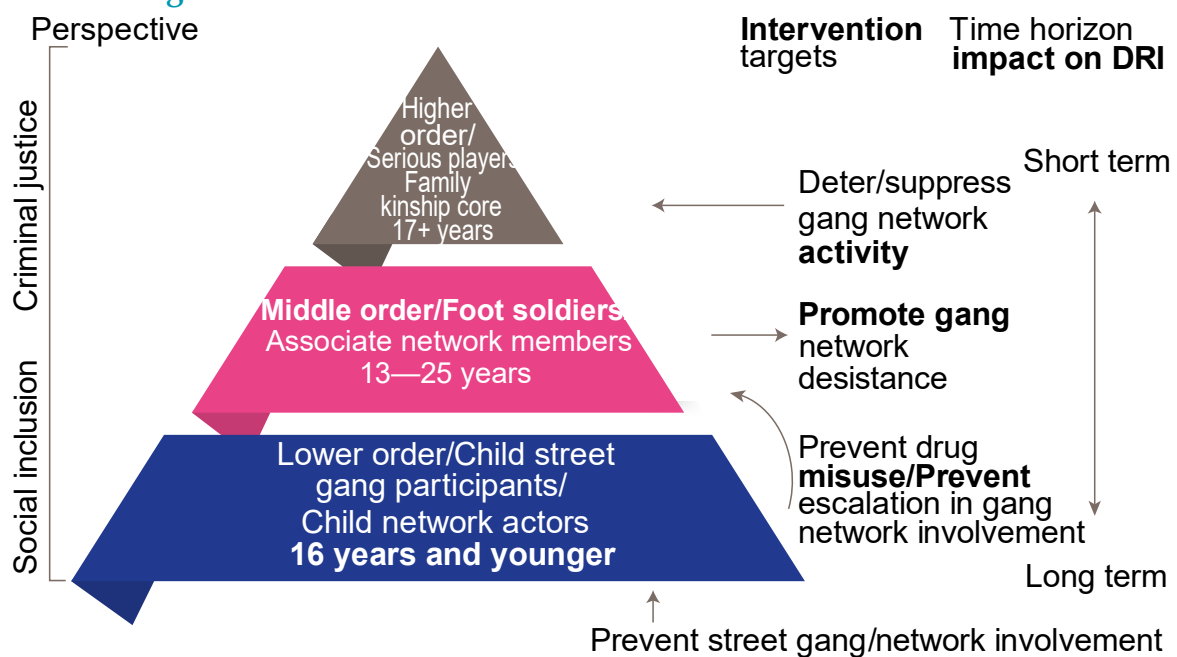 Perspective
Intervention
targets
Time horizon
impact on DRI
Criminal justice
Social inclusion
Higher
order/
Serious players
Family
kinship core
17+ years
Middle order/Foot soldiers
Associate network members
13—25 years
Lower order/Child street
gang participants/
Child network actors
16 years and younger
Deter/suppress
gang network
activity
Promote gang
network
desistance
Prevent drug
misuse/Prevent
escalation in gang
network involvement
Short term
Long term
Prevent street gang/network involvement